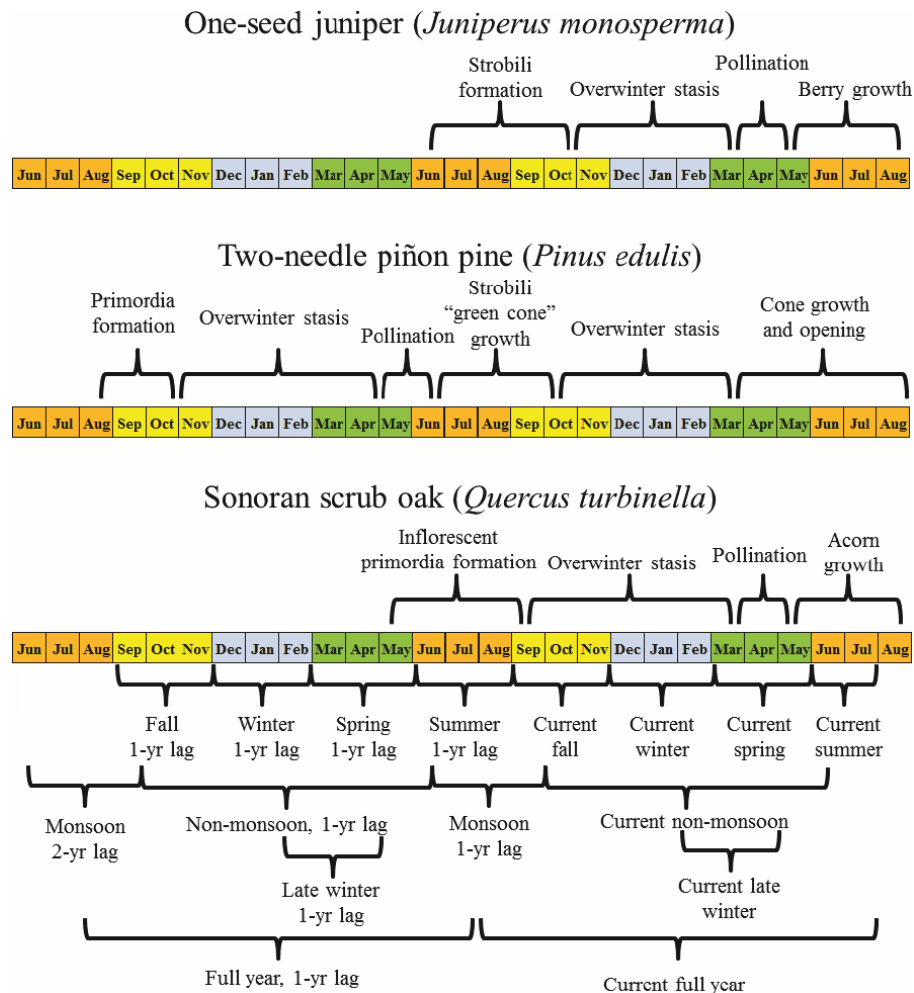 One-seed juniper (Juniperus monosperma)
Strobili
formation
Overwinter stasis
Pollination
Berry growth
Jun Jul Aug Sep Oct Nov Dec Jan Feb Mar Apr May Jun Jul Aug Sep Oct Nov Dec Jan Feb Mar Apr May Jun Jul Aug
Two-needle piñon pine (Pinus edulis)
Primordia
formation
Overwinter stasis
Pollination
Strobili
“green cone”
growth
Overwinter stasis
Cone growth
and opening
Jun Jul Aug Sep Oct Nov Dec Jan Feb Mar Apr May Jun Jul Aug Sep Oct Nov Dec Jan Feb Mar Apr May Jun Jul Aug
Sonoran scrub oak (Quercus turbinella)
Inflorescent
primordia formation
Overwinter stasis
Pollination
Acorn
growth
Jun Jul Aug Sep Oct Nov Dec Jan Feb Mar Apr May Jun Jul Aug Sep Oct Nov Dec Jan Feb Mar Apr May Jun Jul Aug
Fall
1-yr lag
Winter
1-yr lag
Spring
1-yr lag
Summer
1-yr lag
Current
fall
Current
winter
Current
spring
Current
summer
Monsoon
2-yr lag
Non-monsoon, 1-yr lag
Monsoon
1-yr lag
Current non-monsoon
Late winter
1-yr lag
Current late
winter
Full year, 1-yr lag
Current full year